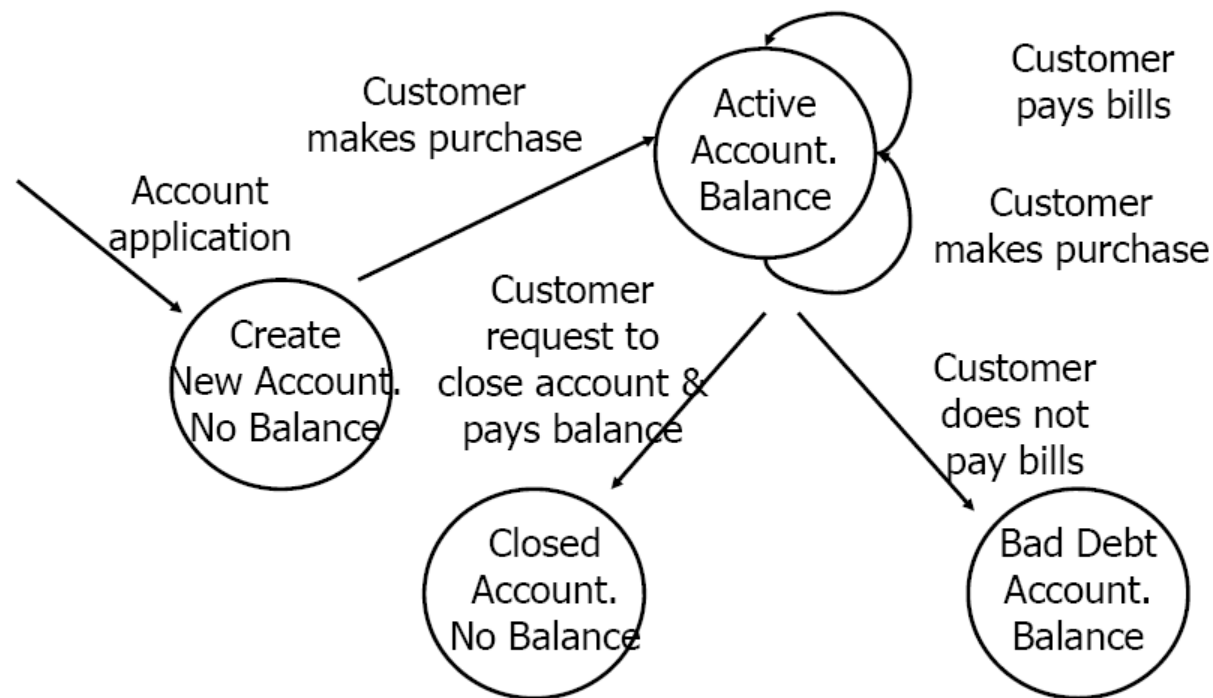 Customer
makes purchase
Account
application
Create
New Account.
No Balance
Active
Account.
Balance
Customer
pays bills
Customer
makes purchase
Customer
request to
close account &
pays balance
Customer
does not
pay bills
Closed
Account.
No Balance
Bad Debt
Account.
Balance